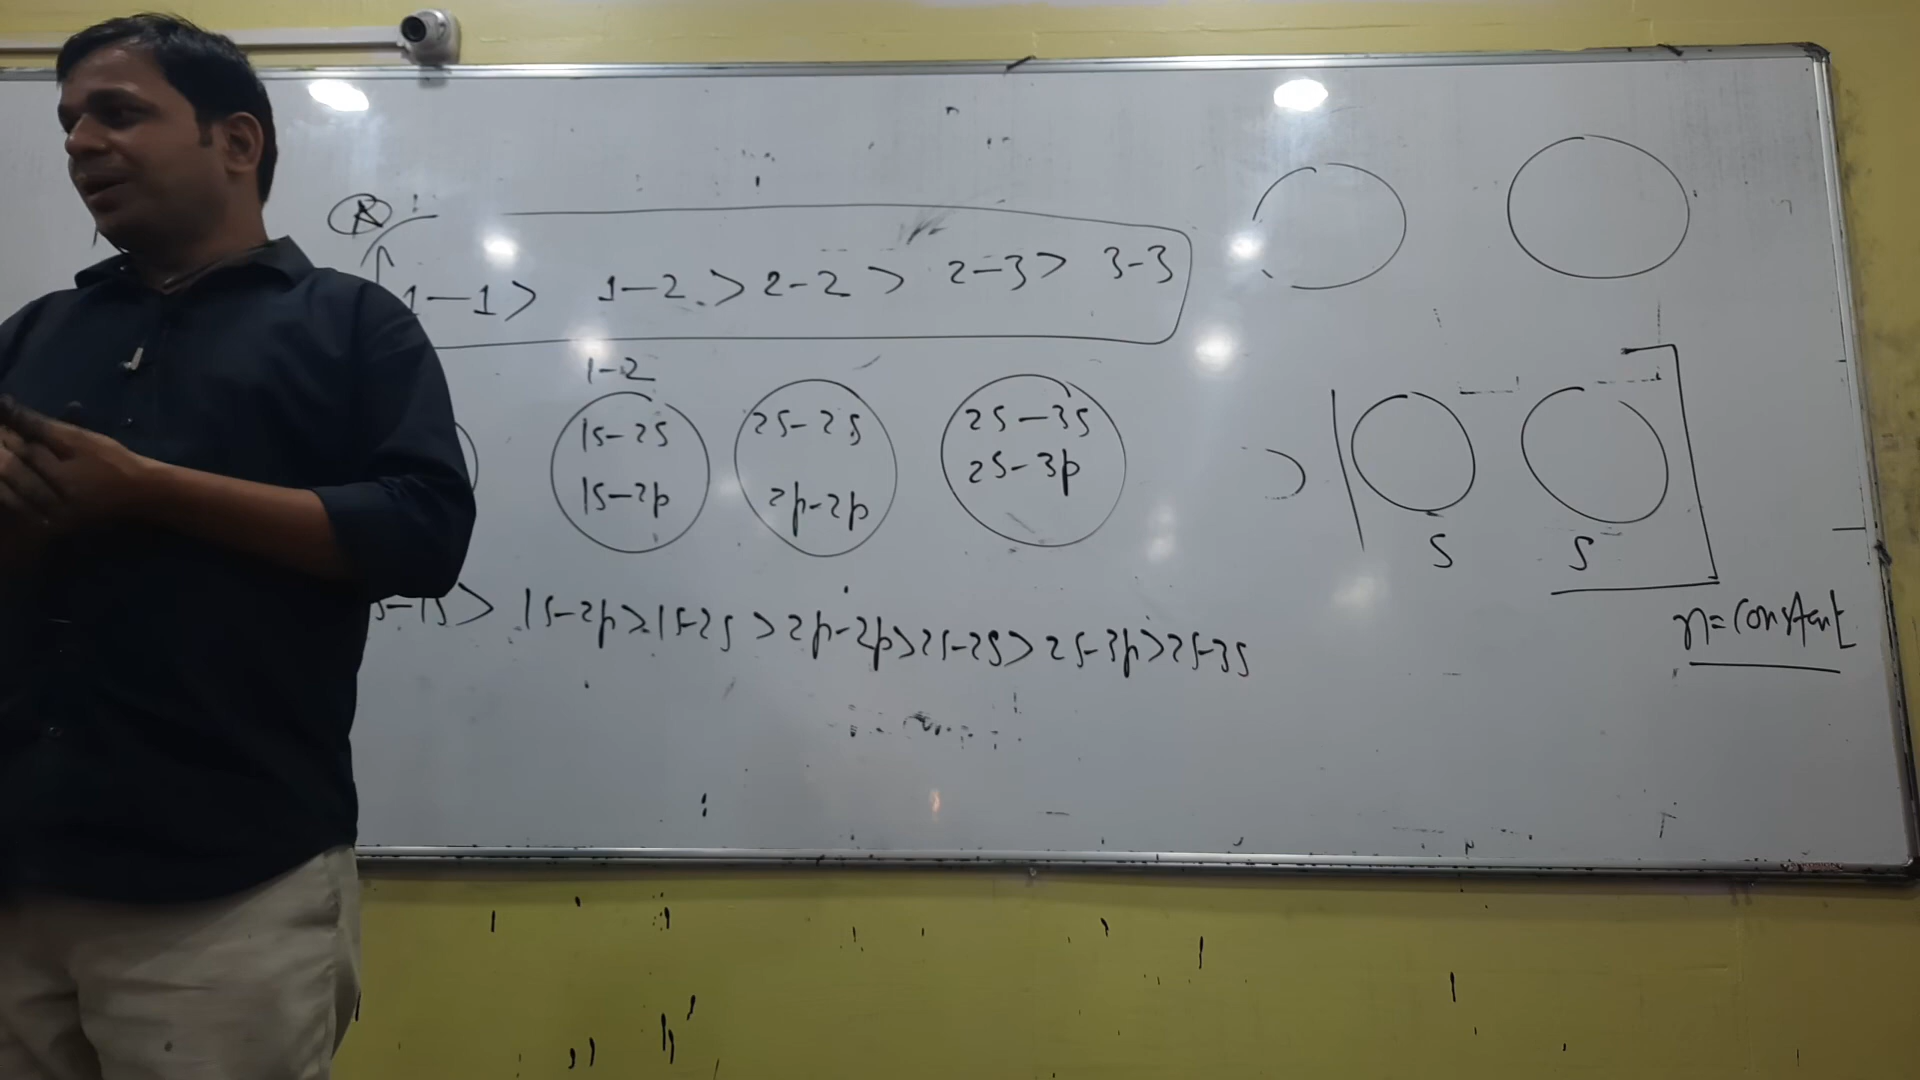 A
1-1> 1-2 > 2-2 > 2-3> 3-3
1-2
1s-2s
1s-2p
2s-2s
2p-2p
2s-3s
2s-3p
S S
-1s> 1s-2p>1s-2s >2p-2p>2s-2s> 2s-3p>2s-3s
n=constant